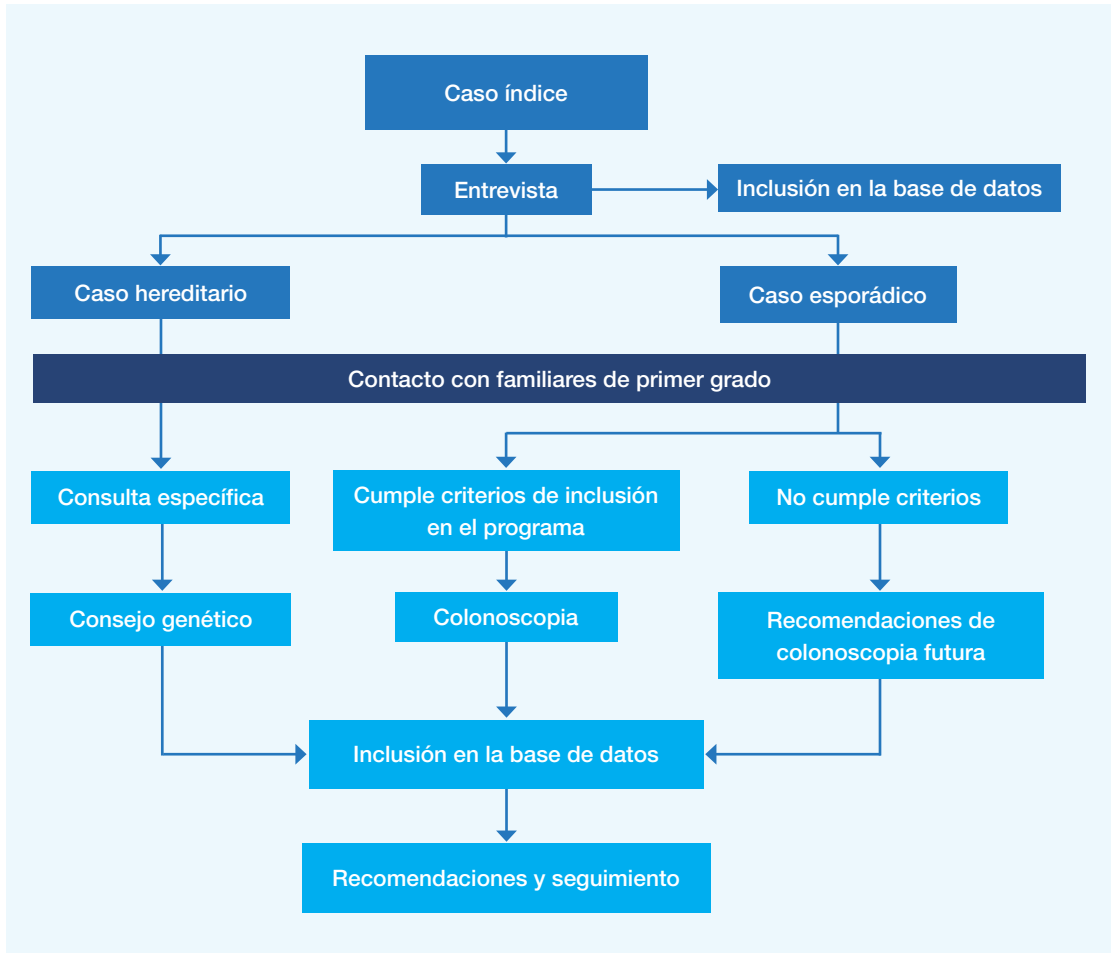 Caso índice
Entrevista
Inclusión en la base de datos
Caso hereditario
Caso esporádico
Contacto con familiares de primer grado
Consulta específica
Cumple criterios de inclusión
en el programa
No cumple criterios
Consejo genético
Colonoscopia
Recomendaciones de
colonoscopia futura
Inclusión en la base de datos
Recomendaciones y seguimiento